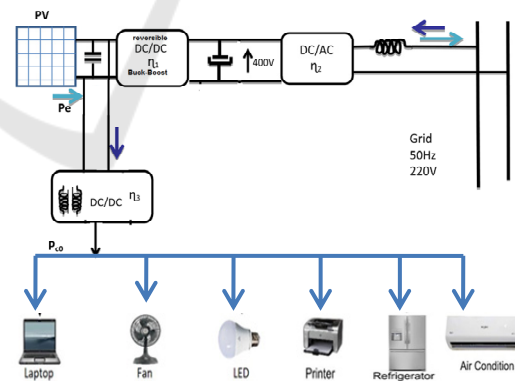 PV
reversible
DC/DC
η1
Buck-Boost
400V
DC/AC
η2
Pe
Grid
50Hz
220V
DC/DC η3
Pco
Laptop
Fan
LED
Printer
Refrigerator
Air Condition